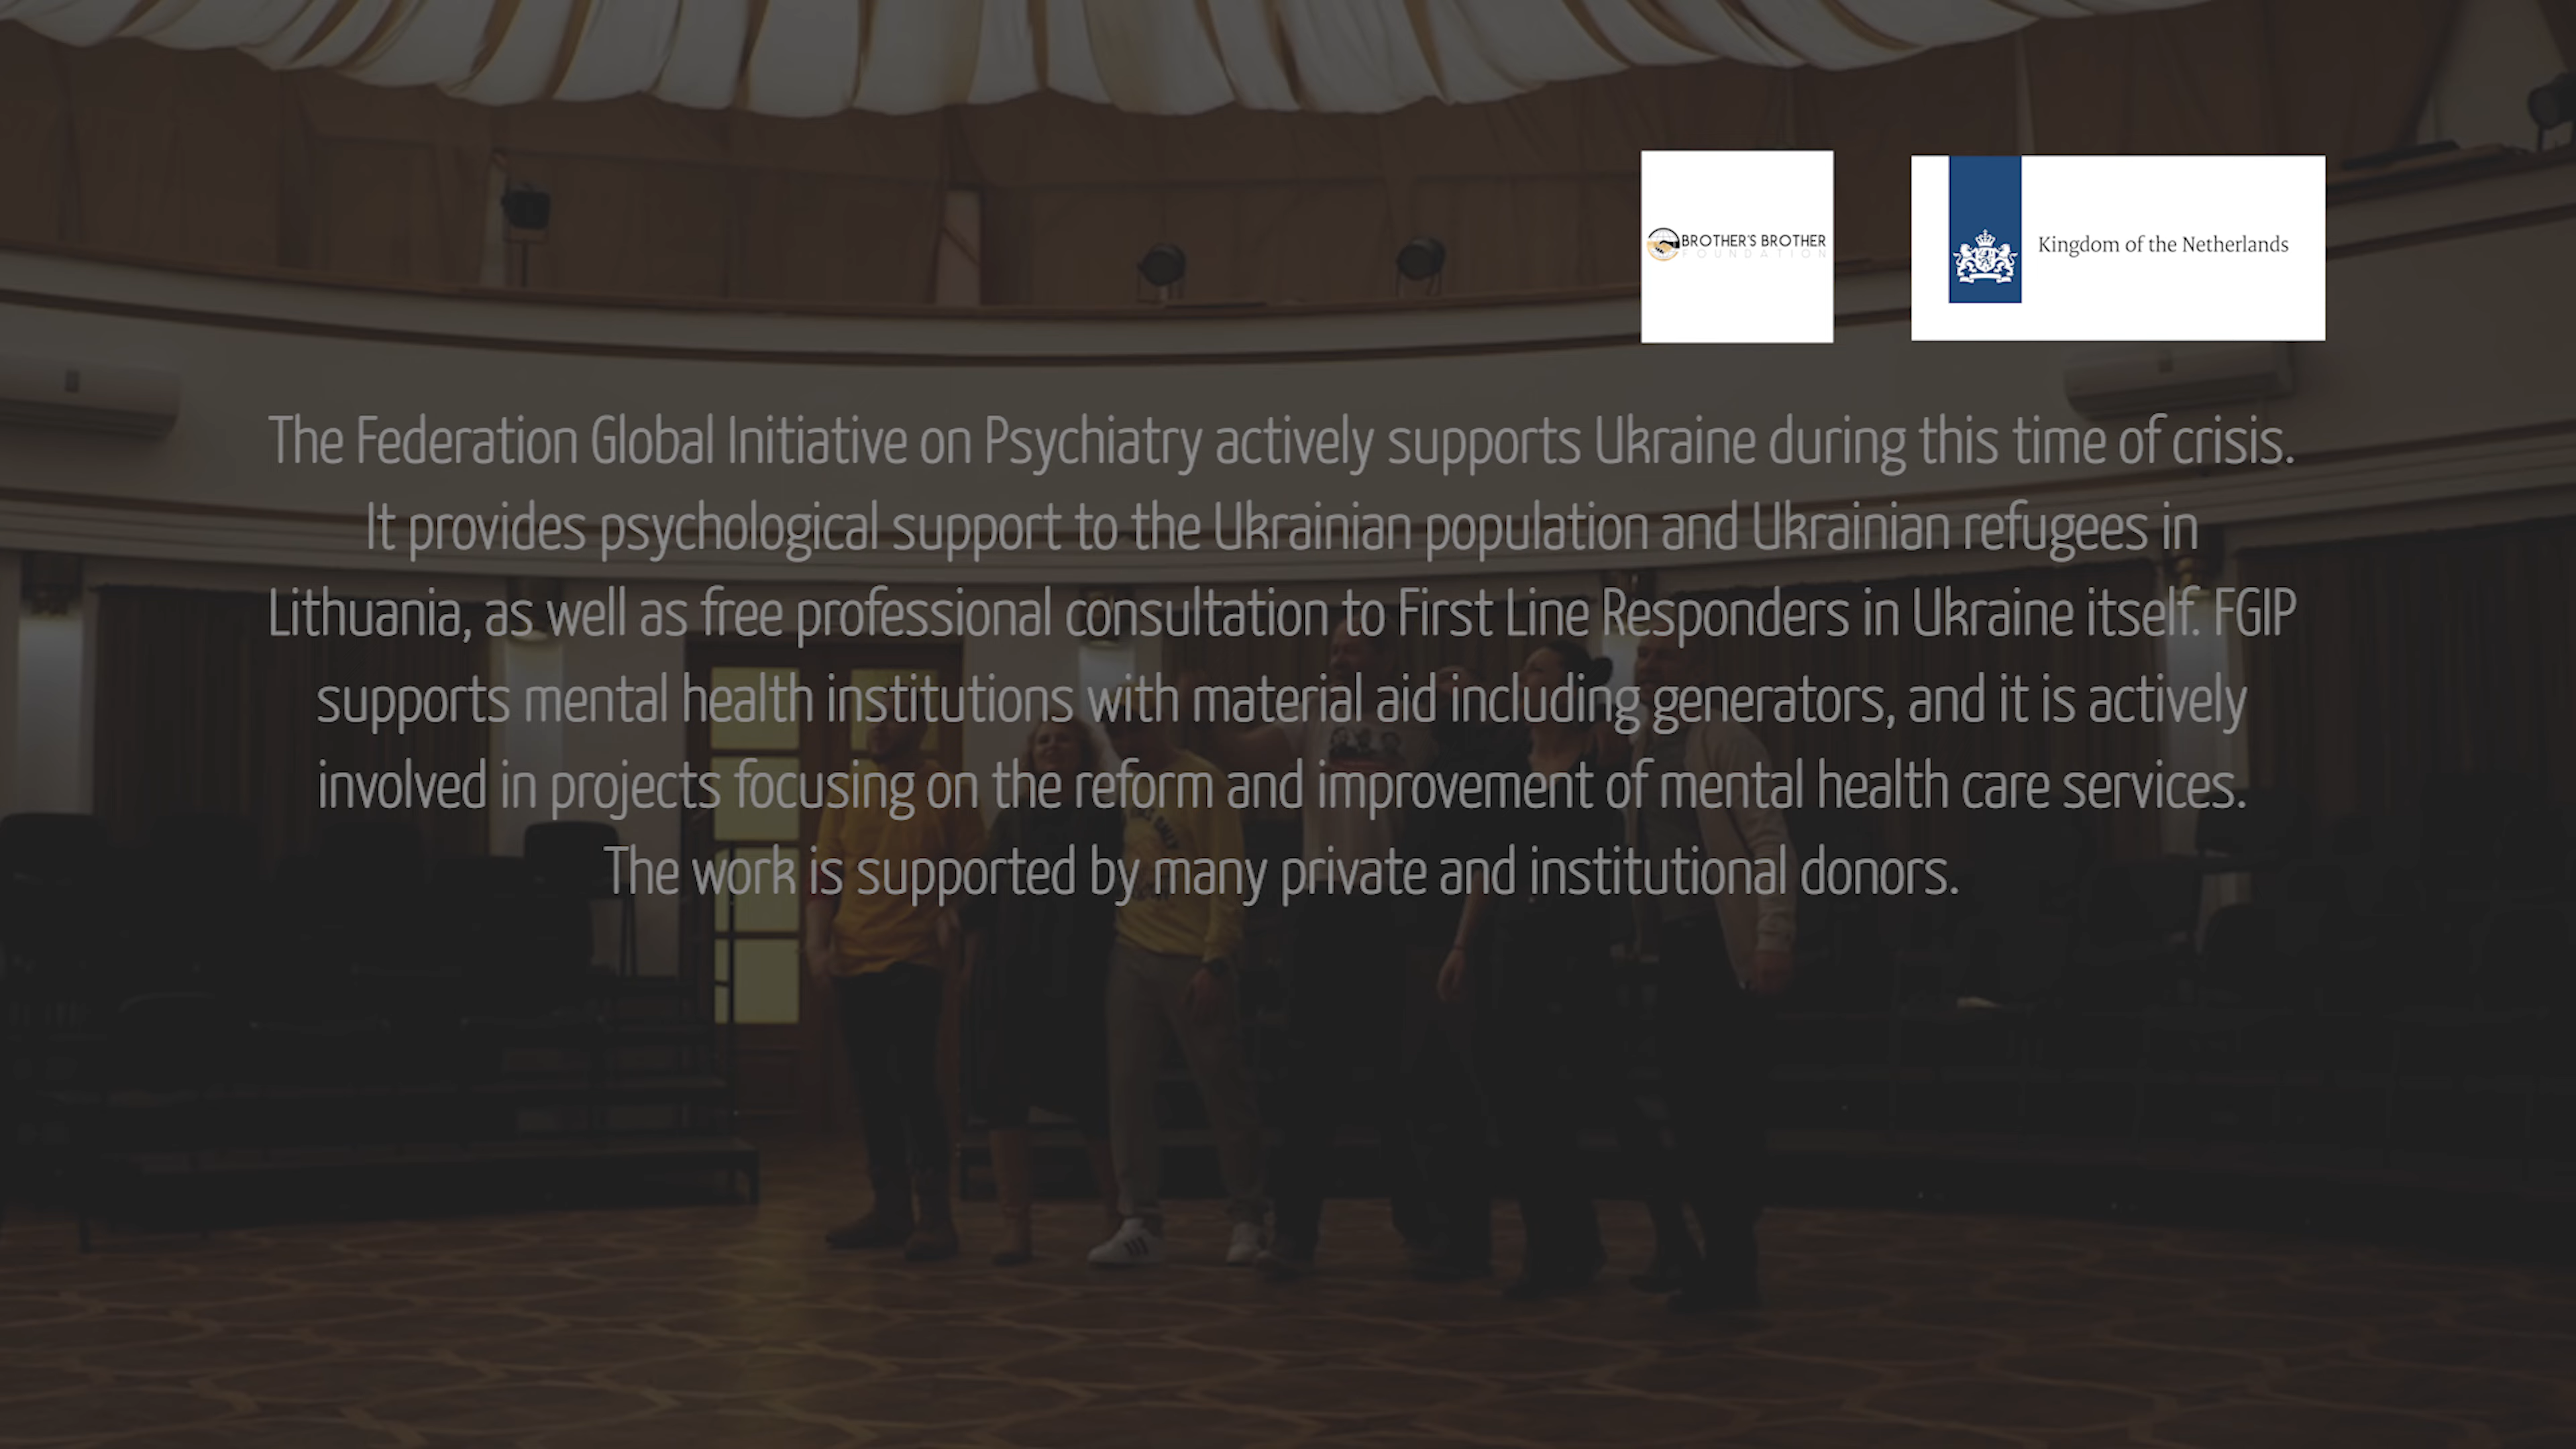 BROTHER'S BROTHER
FOUNDATION
Kingdom of the Netherlands
The Federation Global Initiative on Psychiatry actively supports Ukraine during this time of crisis.
It provides psychological support to the Ukrainian population and Ukrainian refugees in
Lithuania, as well as free professional consultation to First Line Responders in Ukraine itself. FGIP
supports mental health institutions with material aid including generators, and it is actively
involved in projects focusing on the reform and improvement of mental health care services.
The work is supported by many private and institutional donors.